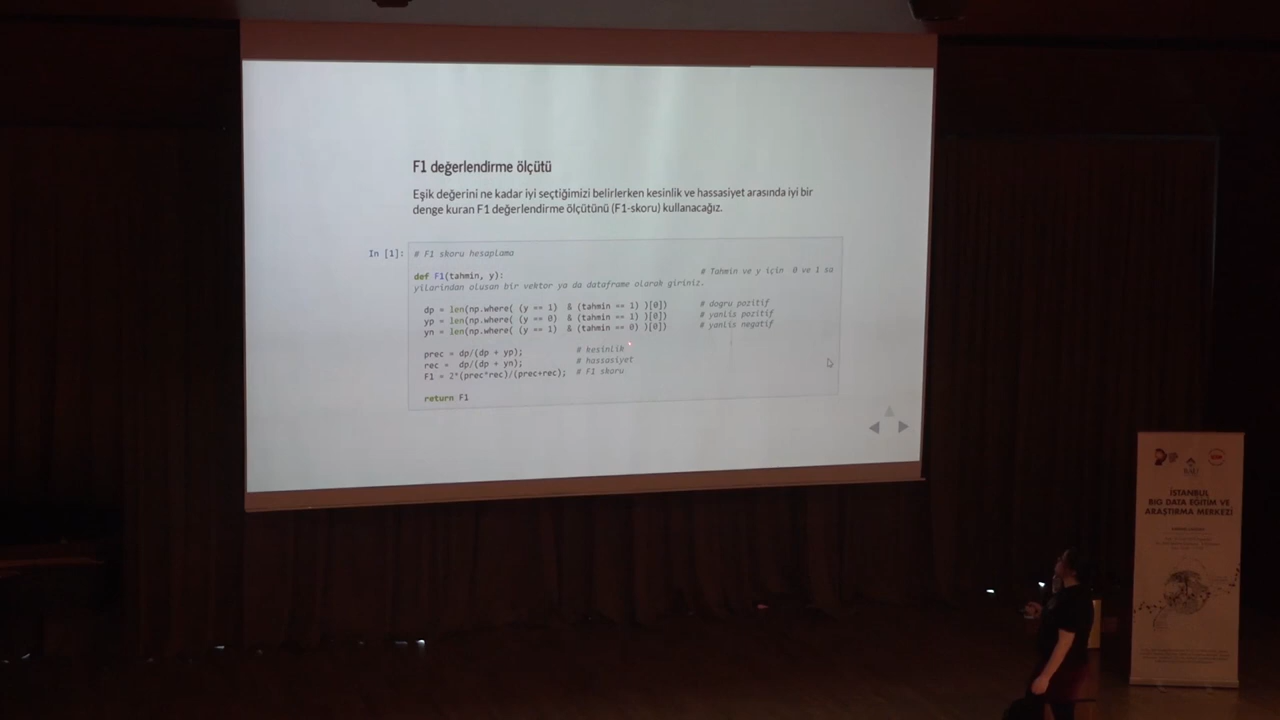 F1 değerlendirme ölçütü
Eşik değerini ne kadar iyi seçtiğimizi belirlerken kesinlik ve hassasiyet arasında iyi bir
denge kuran F1 değerlendirme ölçütünü (F1-skoru) kullanacağız.
In [1]:
# F1 skoru hesaplama
def F1(tahmin, y): # Tahmin ve y için 0 ve 1 sa
yilarindan olusan bir vektor ya da dataframe olarak giriniz.
dp = len(np.where( (y == 1) & (tahmin == 1) )[0]) # dogru pozitif
yp = len(np.where( (y == 0) & (tahmin == 1) )[0]) # yanlis pozitif
yn = len(np.where( (y == 1) & (tahmin == 0) )[0]) # yanlis negatif
prec = dp/(dp + yp); # kesinlik
rec = dp/(dp + yn); # hassasiyet
F1 = 2*(prec*rec)/(prec+rec); # F1 skoru
return F1
BAU
İSTANBUL
BIG DATA EĞİTİM VE
ARAŞTIRMA MERKEZİ